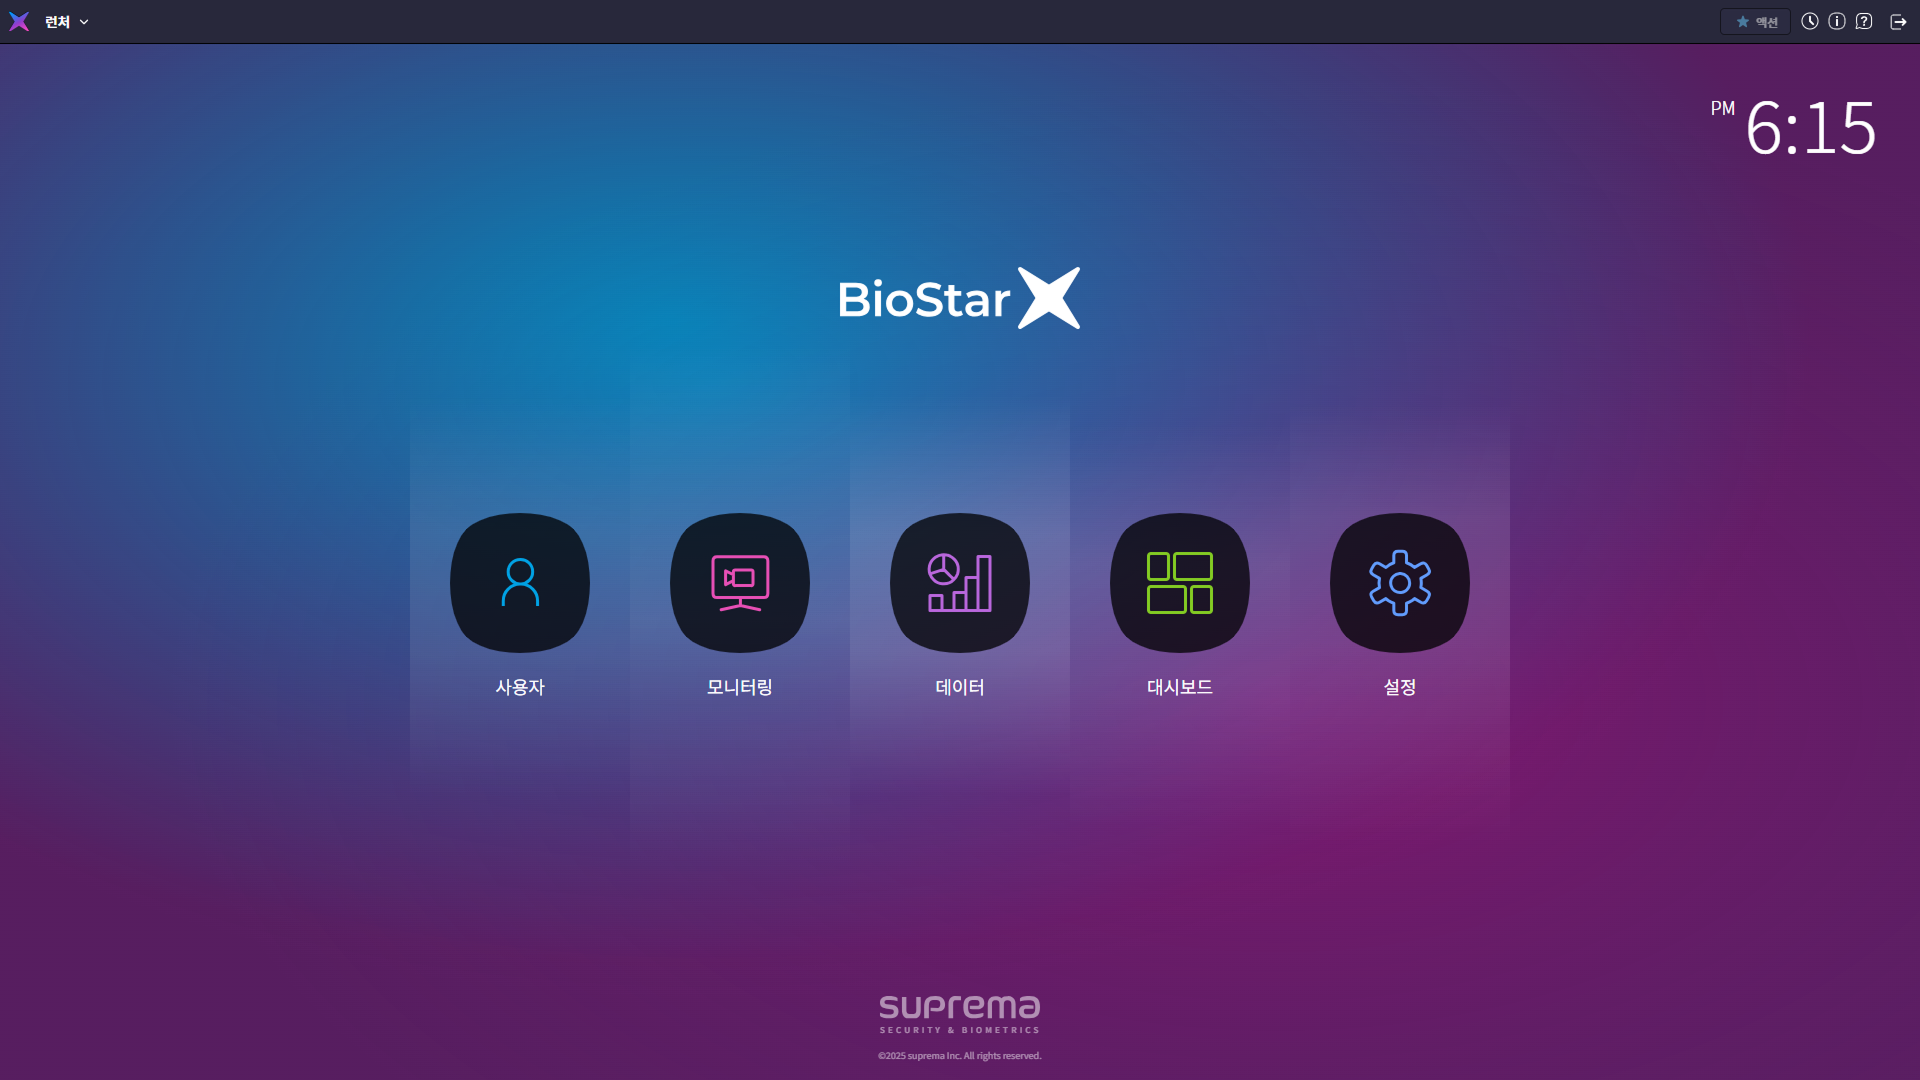 런처
액션
PM 6:15
BioStar X
사용자
모니터링
데이터
대시보드
설정
suprema
SECURITY & BIOMETRICS
©2025 suprema Inc. All rights reserved.